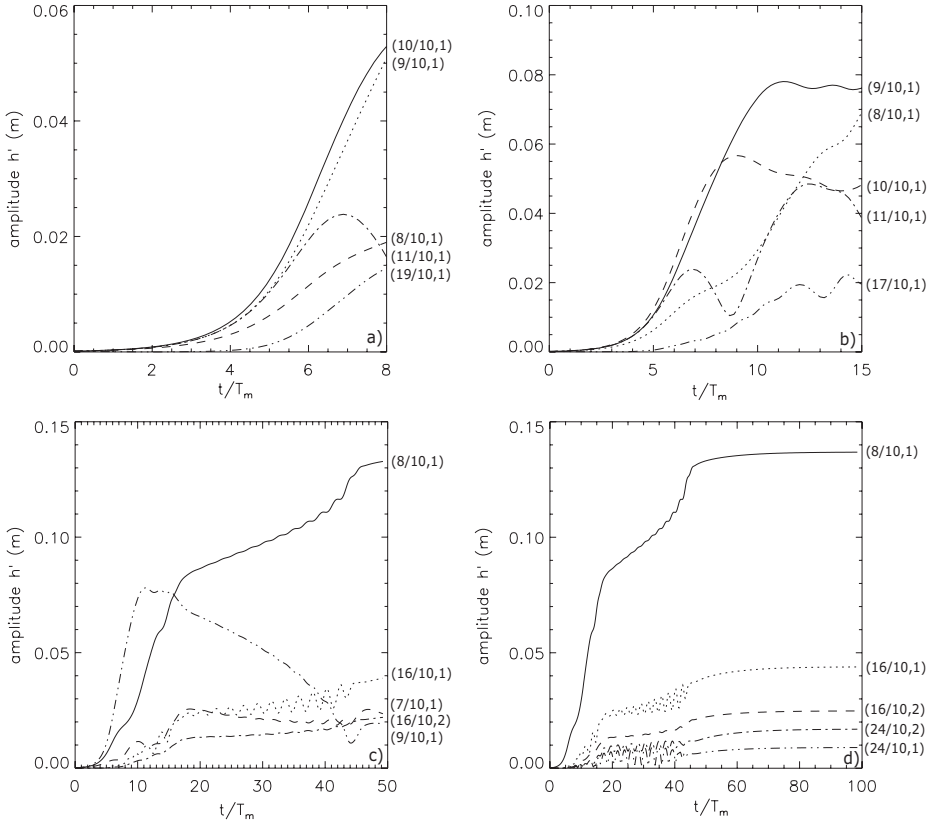 0.06
0.04
0.02
0.00
amplitude h' (m)
0 2 4 6 8
t/Tm
(10/10,1)
(9/10,1)
(8/10,1)
(11/10,1)
(19/10,1)
a)
0.10
0.08
0.06
0.04
0.02
0.00
amplitude h' (m)
0 5 10 15
t/Tm
(9/10,1)
(8/10,1)
(10/10,1)
(11/10,1)
(17/10,1)
b)
0.15
0.10
0.05
0.00
amplitude h' (m)
0 10 20 30 40 50
t/Tm
(8/10,1)
(16/10,1)
(7/10,1)
(16/10,2)
(9/10,1)
c)
0.15
0.10
0.05
0.00
amplitude h' (m)
0 20 40 60 80 100
t/Tm
(8/10,1)
(16/10,1)
(16/10,2)
(24/10,2)
(24/10,1)
d)